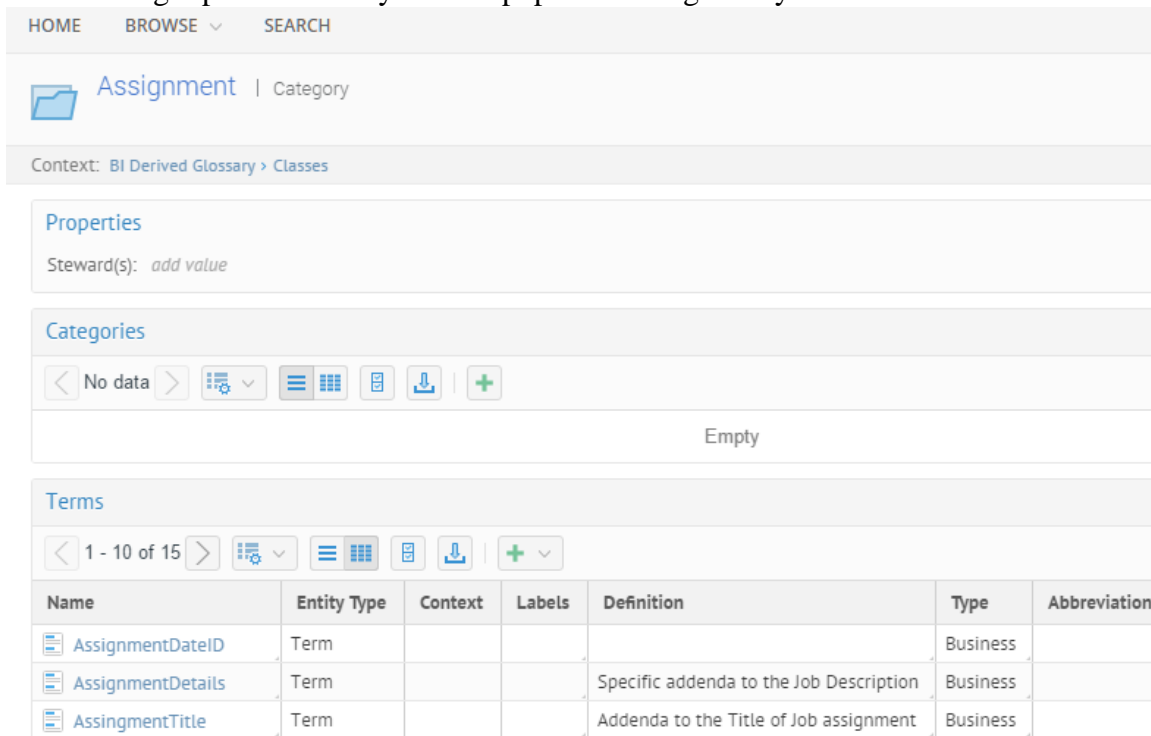 HOME BROWSE SEARCH
Assignment | Category
Context: BI Derived Glossary › Classes
Properties
Steward(s): add value
Categories
No data
Empty
Terms
1 - 10 of 15
Name Entity Type Context Labels Definition Type Abbreviation
AssignmentDateID Term Business
AssignmentDetails Term Specific addenda to the Job Description Business
AssingmentTitle Term Addenda to the Title of Job assignment Business